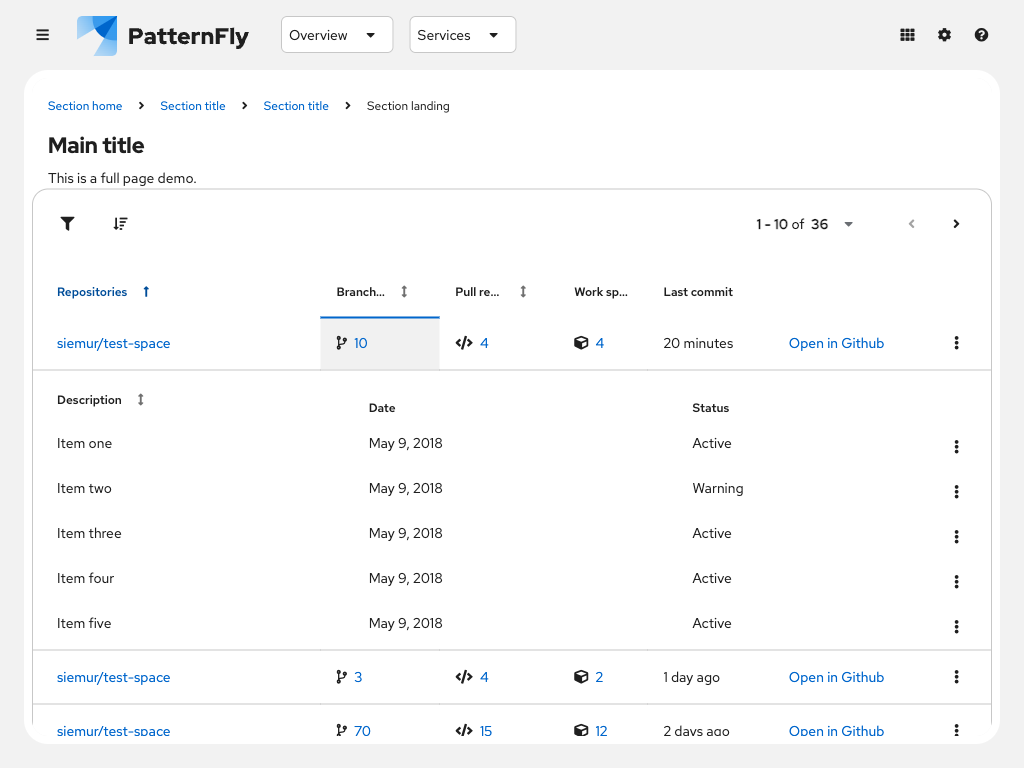 PatternFly Overview Services
Section home Section title Section title Section landing
Main title
This is a full page demo.
1 - 10 of 36
Repositories Branch... Pull re... Work sp... Last commit
siemur/test-space 10 4 4 20 minutes Open in Github
Description Date Status
Item one May 9, 2018 Active
Item two May 9, 2018 Warning
Item three May 9, 2018 Active
Item four May 9, 2018 Active
Item five May 9, 2018 Active
siemur/test-space 3 4 2 1 day ago Open in Github
siemur/test-space 70 15 12 2 days ago Open in Github